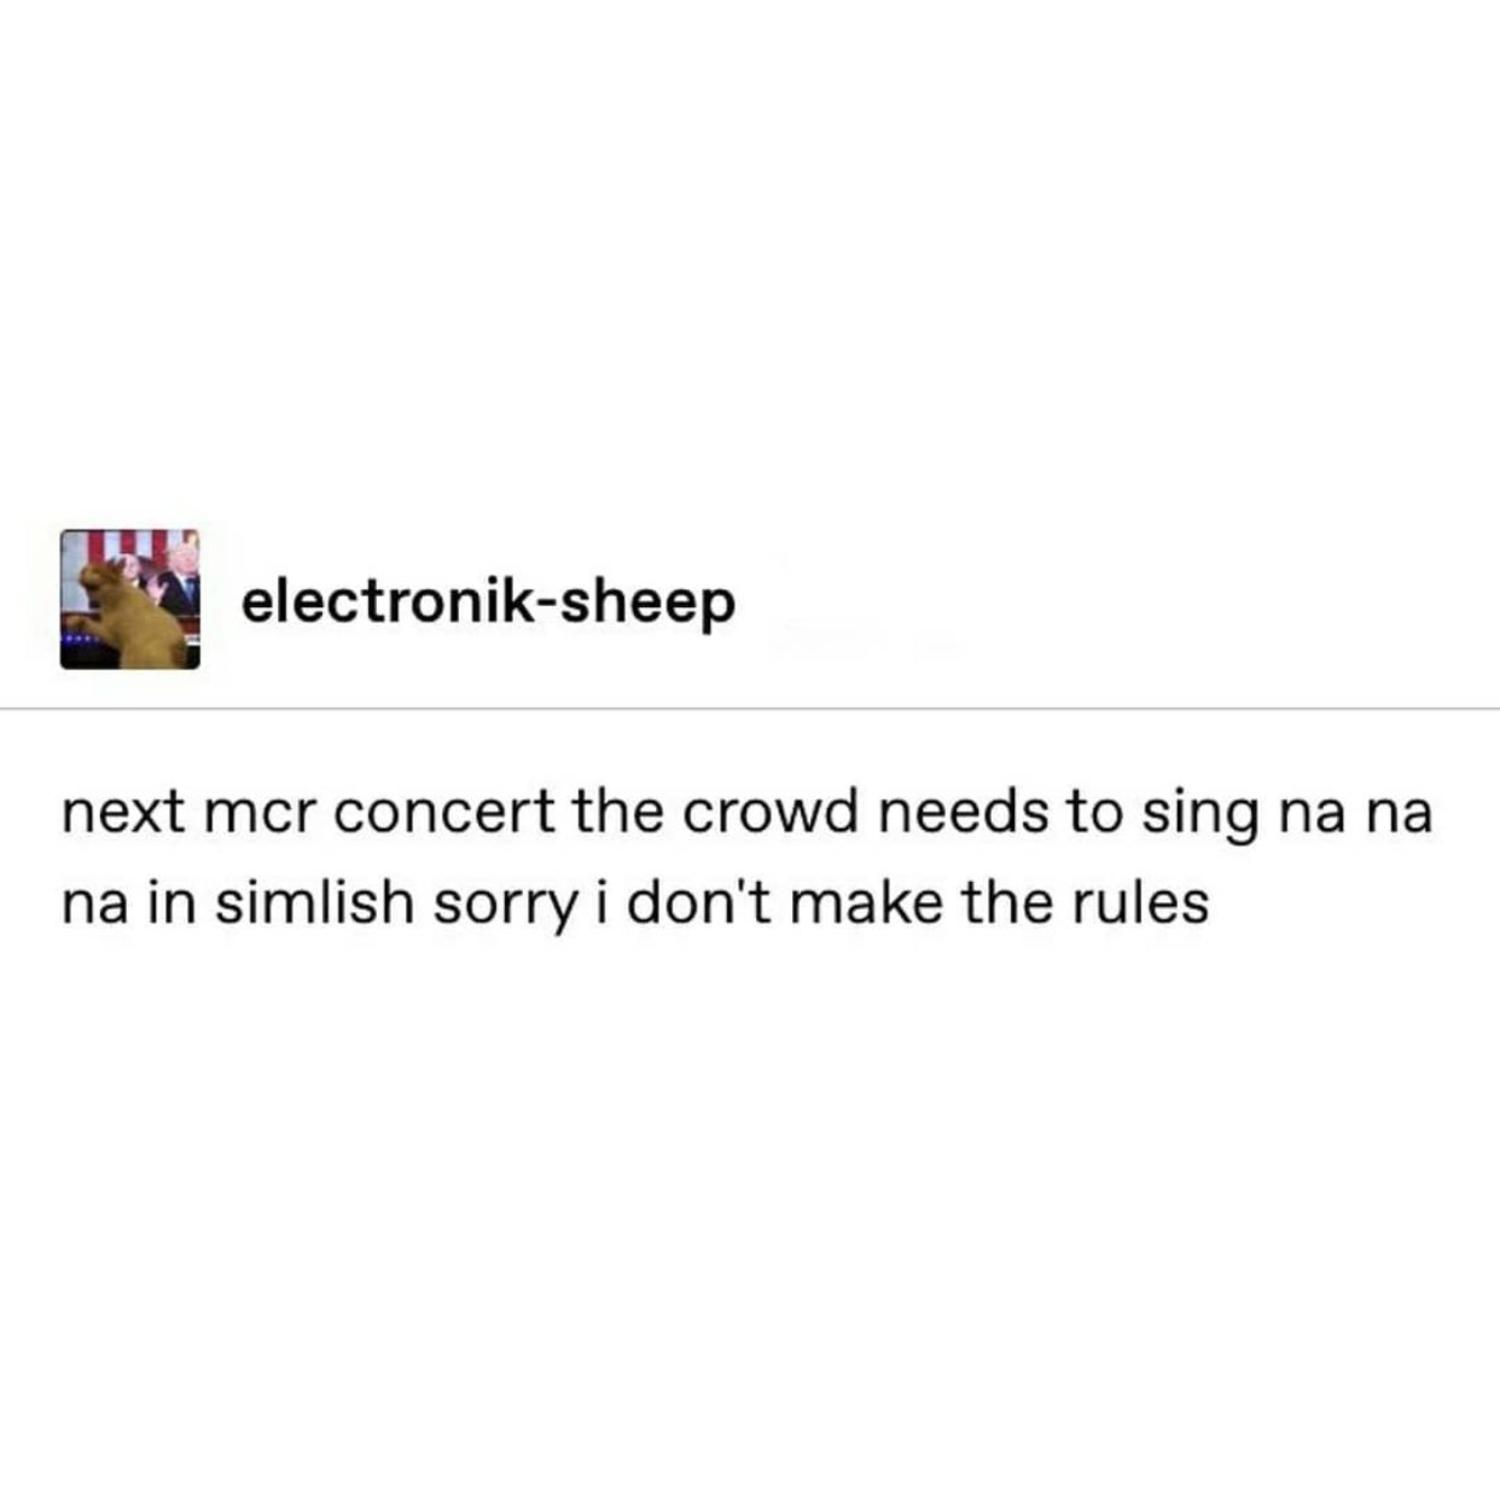 electronik-sheep
next mcr concert the crowd needs to sing na na
na in simlish sorry i don't make the rules